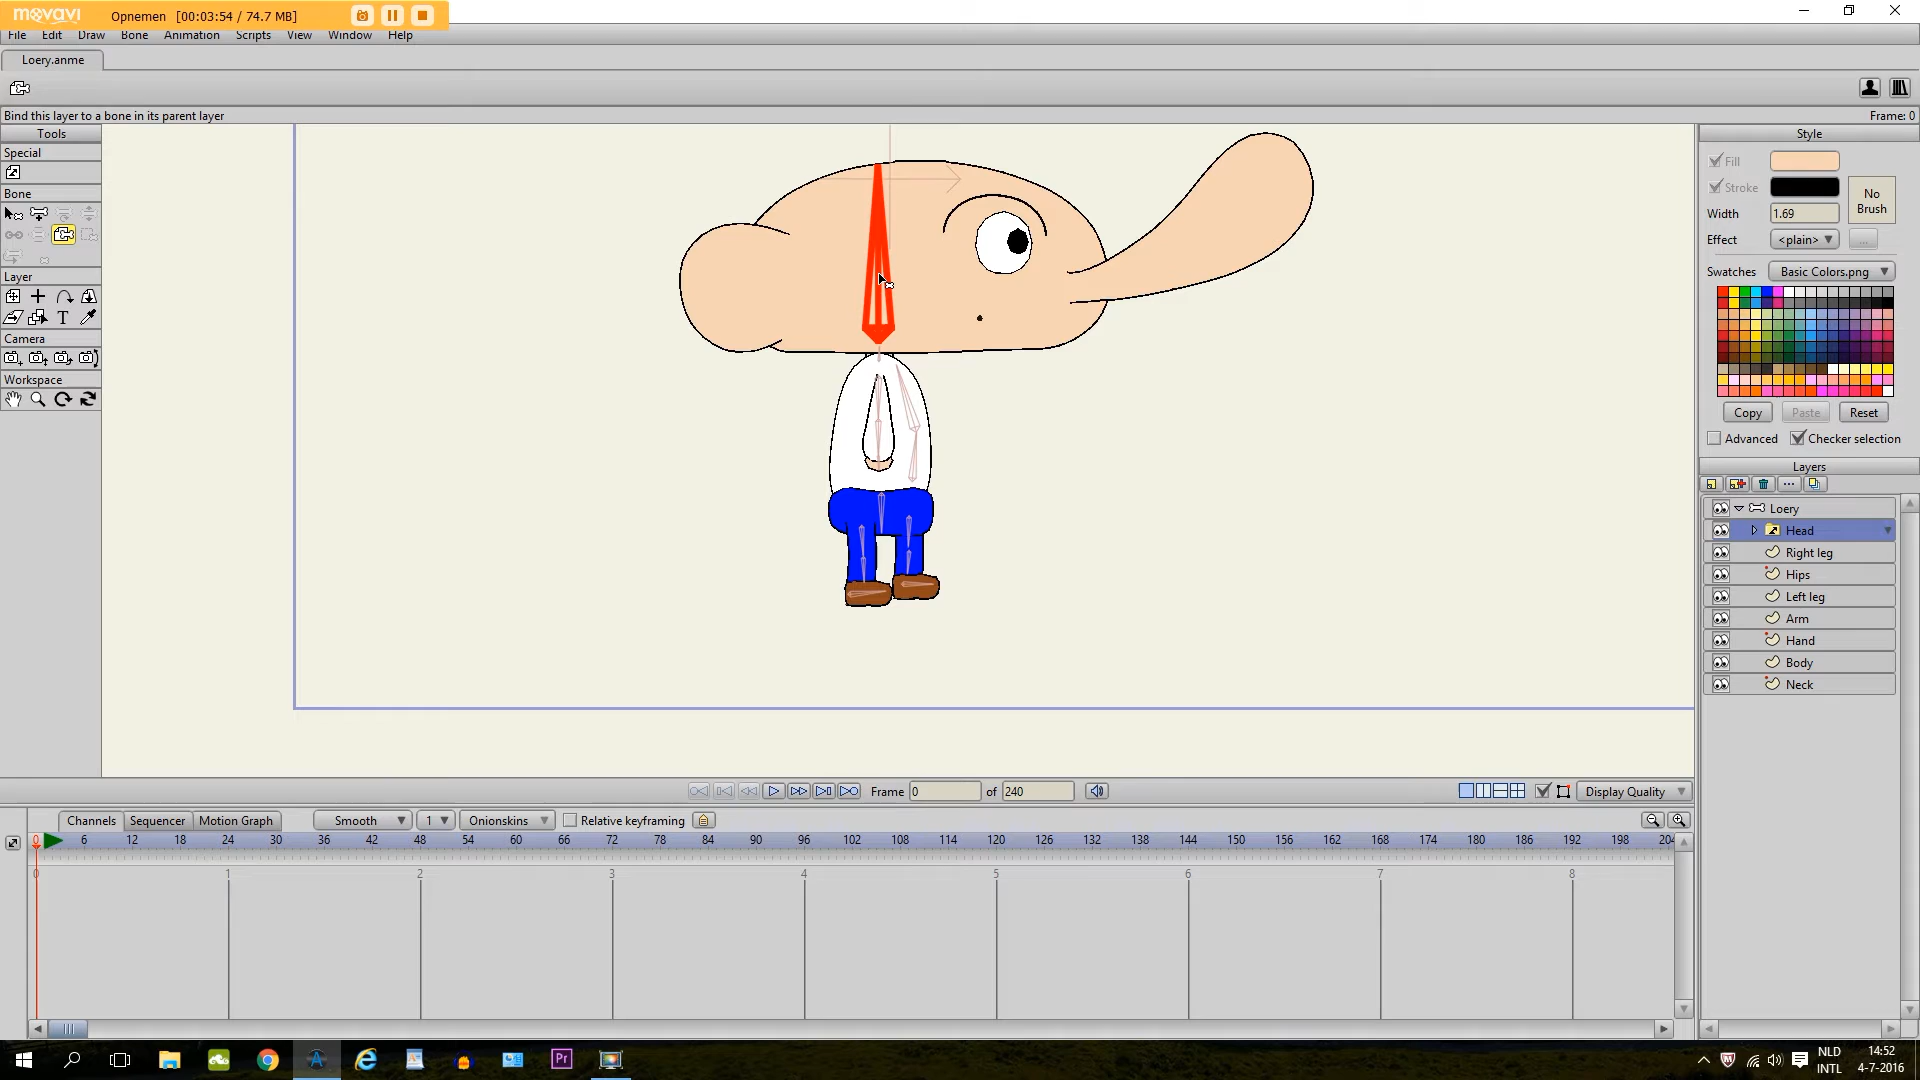 movavi Opnemen [00:03:54 / 74.7 MB]
File Edit Draw Bone Animation Scripts View Window Help
Loery.anme
Bind this layer to a bone in its parent layer Frame: 0
Tools
Special
Bone
Layer
T
Camera
Workspace
Style
Fill
Stroke
No Brush
Width 1.69
Effect <plain> ...
Swatches Basic Colors.png
Copy Paste Reset
Advanced Checker selection
Layers
Loery
Head
Right leg
Hips
Left leg
Arm
Hand
Body
Neck
Frame 0 of 240 Display Quality
Channels Sequencer Motion Graph Smooth 1 Onionskins Relative keyframing
0 6 12 18 24 30 36 42 48 54 60 66 72 78 84 90 96 102 108 114 120 126 132 138 144 150 156 162 168 174 180 186 192 198 204
0 1 2 3 4 5 6 7 8
Pr
NLD 14:52
INTL 4-7-2016